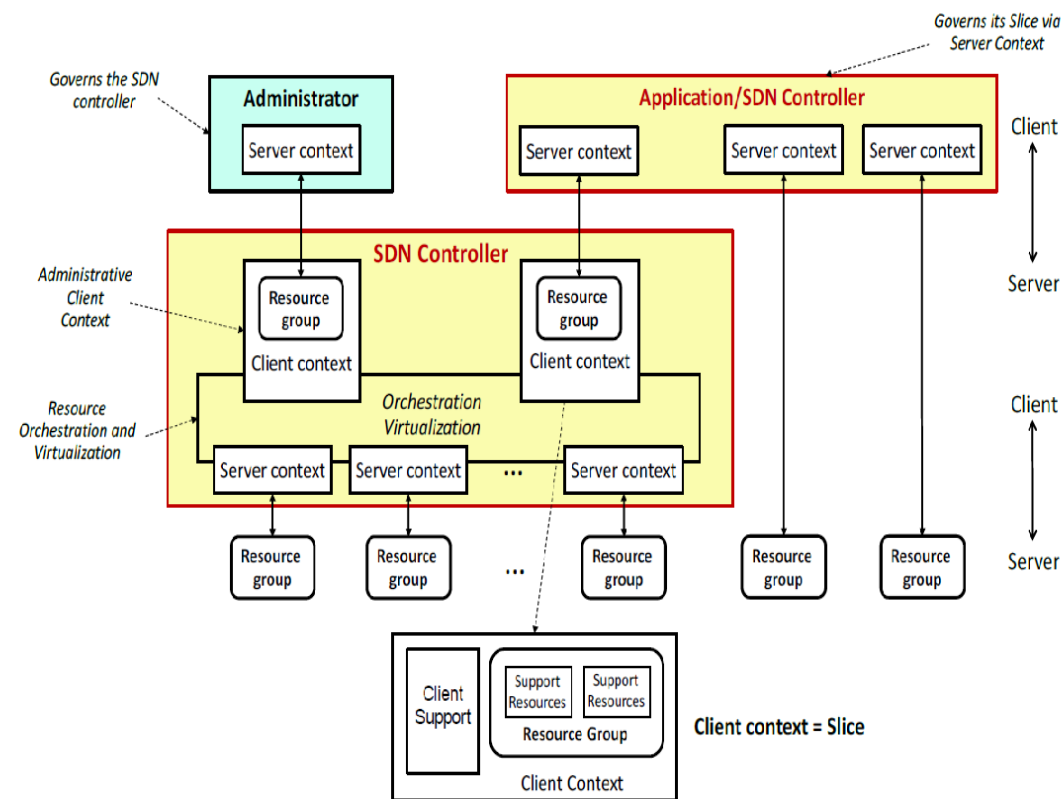 Governs its Slice via
Server Context
Governs the SDN
controller
Administrator
Server context
Application/SDN Controller
Server context
Server context
Server context
Client
Server
SDN Controller
Administrative
Client
Context
Resource
group
Client context
Resource
group
Client context
Resource
Orchestration and
Virtualization
Orchestration
Virtualization
Server context
Server context
...
Server context
Client
Server
Resource
group
Resource
group
...
Resource
group
Resource
group
Resource
group
Client
Support
Support
Resources
Support
Resources
Resource Group
Client Context
Client context = Slice